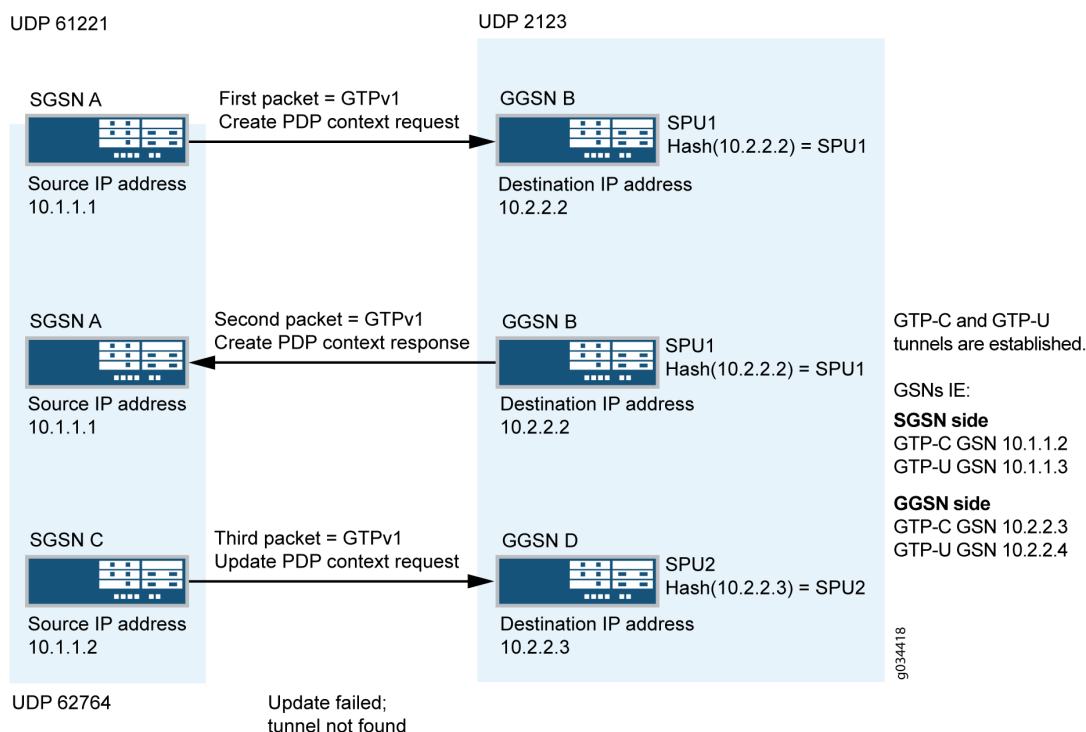 UDP 61221
UDP 2123
SGSN A
First packet = GTPv1
Create PDP context request
GGSN B
SPU1
Hash(10.2.2.2) = SPU1
Source IP address
10.1.1.1
Destination IP address
10.2.2.2
SGSN A
Second packet = GTPv1
Create PDP context response
GGSN B
SPU1
Hash(10.2.2.2) = SPU1
Source IP address
10.1.1.1
Destination IP address
10.2.2.2
GTP-C and GTP-U
tunnels are established.
GSNs IE:
SGSN side
GTP-C GSN 10.1.1.2
GTP-U GSN 10.1.1.3
GGSN side
GTP-C GSN 10.2.2.3
GTP-U GSN 10.2.2.4
SGSN C
Third packet = GTPv1
Update PDP context request
GGSN D
SPU2
Hash(10.2.2.3) = SPU2
Source IP address
10.1.1.2
Destination IP address
10.2.2.3
g034418
UDP 62764
Update failed;
tunnel not found